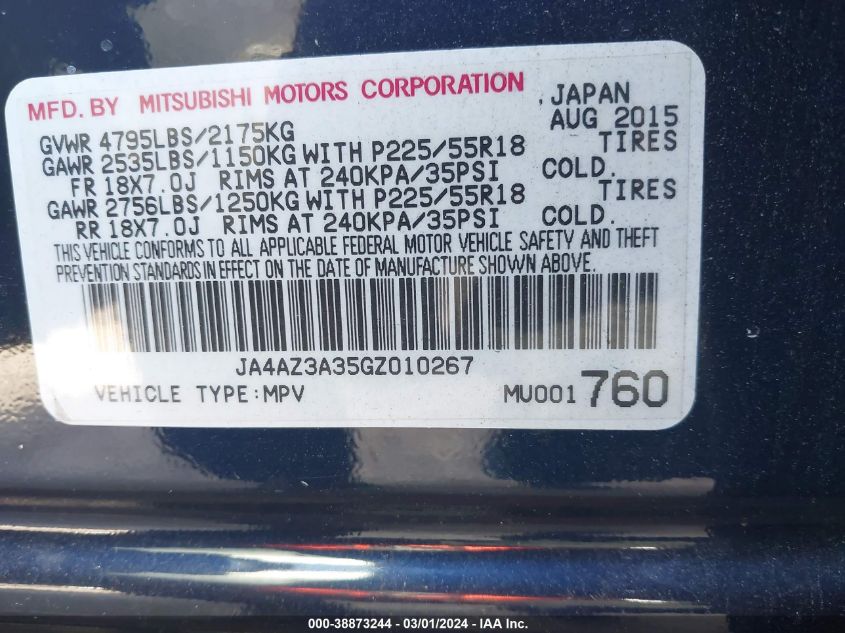 MFD. BY MITSUBISHI MOTORS CORPORATION , JAPAN
GVWR 4795LBS/2175KG AUG 2015
GAWR 2535LBS/1150KG WITH P225/55R18 TIRES
FR 18X7.0J RIMS AT 240KPA/35PSI COLD.
GAWR 2756LBS/1250KG WITH P225/55R18 TIRES
RR 18X7.0J RIMS AT 240KPA/35PSI COLD.
THIS VEHICLE CONFORMS TO ALL APPLICABLE FEDERAL MOTOR VEHICLE SAFETY AND THEFT
PREVENTION STANDARDS IN EFFECT ON THE DATE OF MANUFACTURE SHOWN ABOVE.
JA4AZ3A35GZ010267
VEHICLE TYPE:MPV MU001760
000-38873244 - 03/01/2024 - IAA Inc.